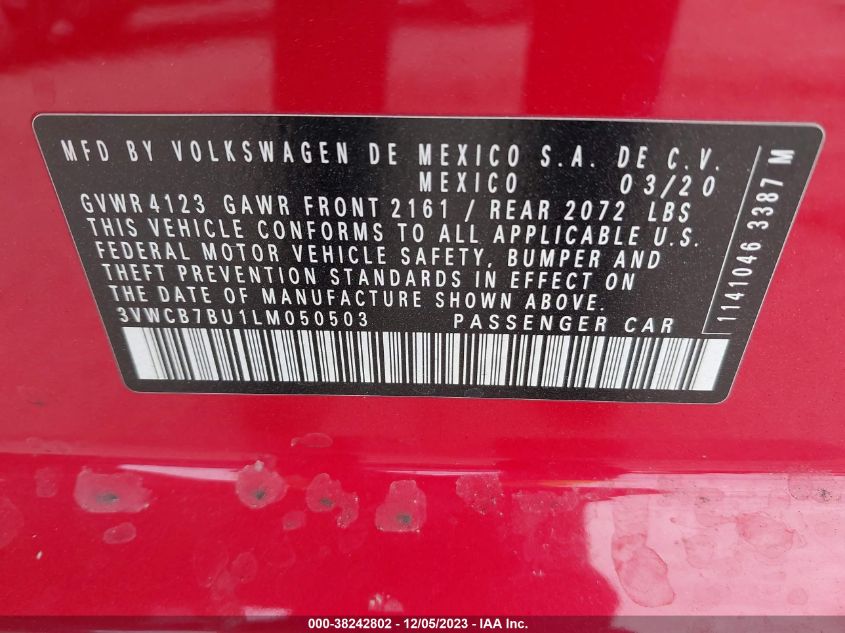 MFD BY VOLKSWAGEN DE MEXICO S.A. DE C.V.
MEXICO 03/20
GVWR 4123 GAWR FRONT 2161 / REAR 2072 LBS
THIS VEHICLE CONFORMS TO ALL APPLICABLE U.S.
FEDERAL MOTOR VEHICLE SAFETY, BUMPER AND
THEFT PREVENTION STANDARDS IN EFFECT ON
THE DATE OF MANUFACTURE SHOWN ABOVE.
3VWCB7BU1LM050503 PASSENGER CAR
1141046 3387 M
000-38242802 - 12/05/2023 - IAA Inc.